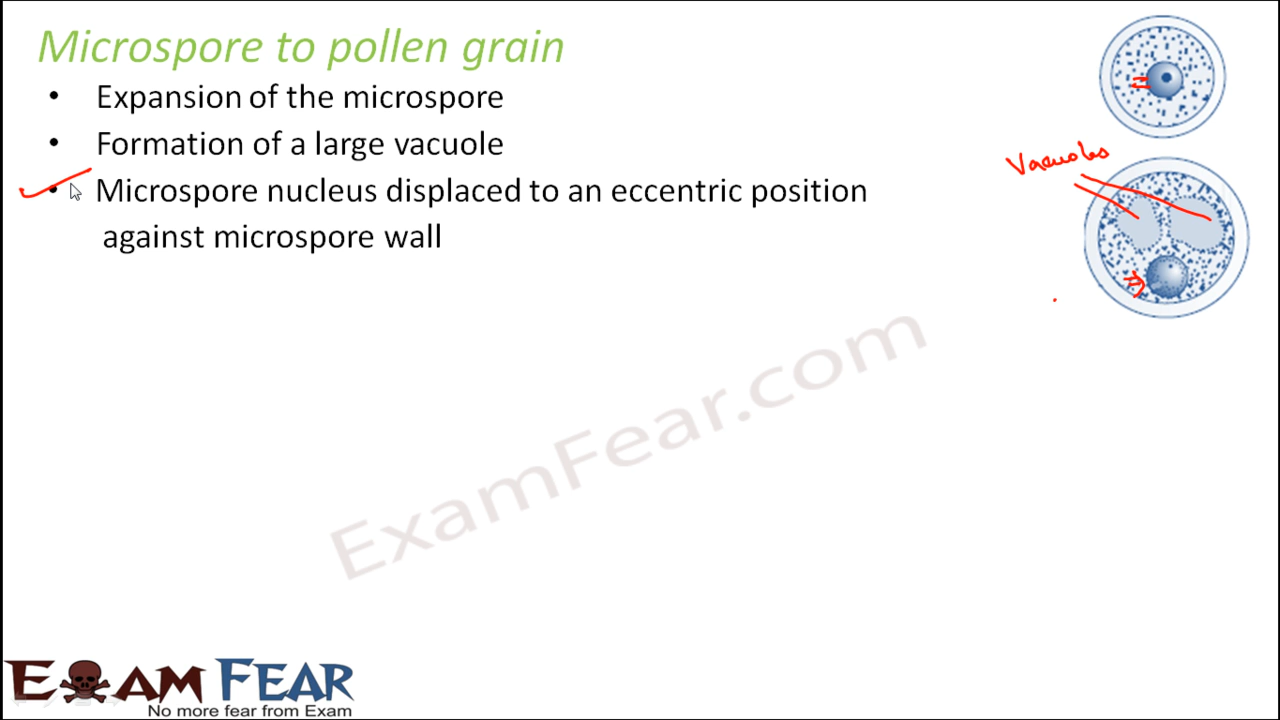 Microspore to pollen grain
• Expansion of the microspore
• Formation of a large vacuole
• Microspore nucleus displaced to an eccentric position
against microspore wall
Vacuoles
ExamFear.com
EXAM FEAR
No more fear from Exam